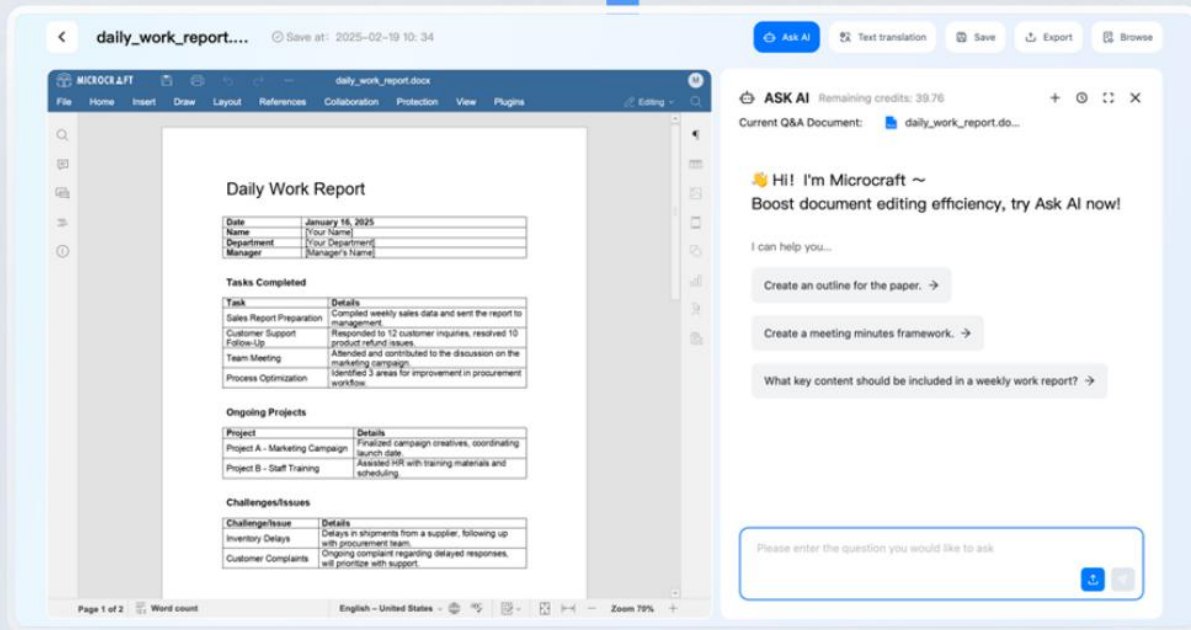 daily_work_report....
Save at: 2025-02-19 10: 34
Ask AI
Text translation
Save
Export
Browse
MICROCRAFT
daily_work_report.docx
M
File Home Insert Draw Layout References Collaboration Protection View Plugins
Editing
Daily Work Report
Date January 16, 2025
Name [Your Name]
Department [Your Department]
Manager [Manager's Name]
Tasks Completed
Task Details
Sales Report Preparation Compiled weekly sales data and sent the report to
management.
Customer Support Responded to 12 customer inquiries, resolved 10
Follow-Up product refund issues.
Team Meeting Attended and contributed to the discussion on the
marketing campaign.
Process Optimization Identified 3 areas for improvement in procurement
workflow.
Ongoing Projects
Project Details
Project A - Marketing Campaign Finalized campaign creatives, coordinating
launch date.
Project B - Staff Training Assisted HR with training materials and
scheduling.
Challenges/Issues
Challenge/Issue Details
Inventory Delays Delays in shipments from a supplier, following up
with procurement team.
Customer Complaints Ongoing complaint regarding delayed responses,
will prioritize with support.
Page 1 of 2 Word count English – United States Zoom 70%
ASK AI Remaining credits: 39.76
Current Q&A Document: daily_work_report.do...
👋 Hi! I'm Microcraft ～
Boost document editing efficiency, try Ask AI now!
I can help you...
Create an outline for the paper. →
Create a meeting minutes framework. →
What key content should be included in a weekly work report? →
Please enter the question you would like to ask